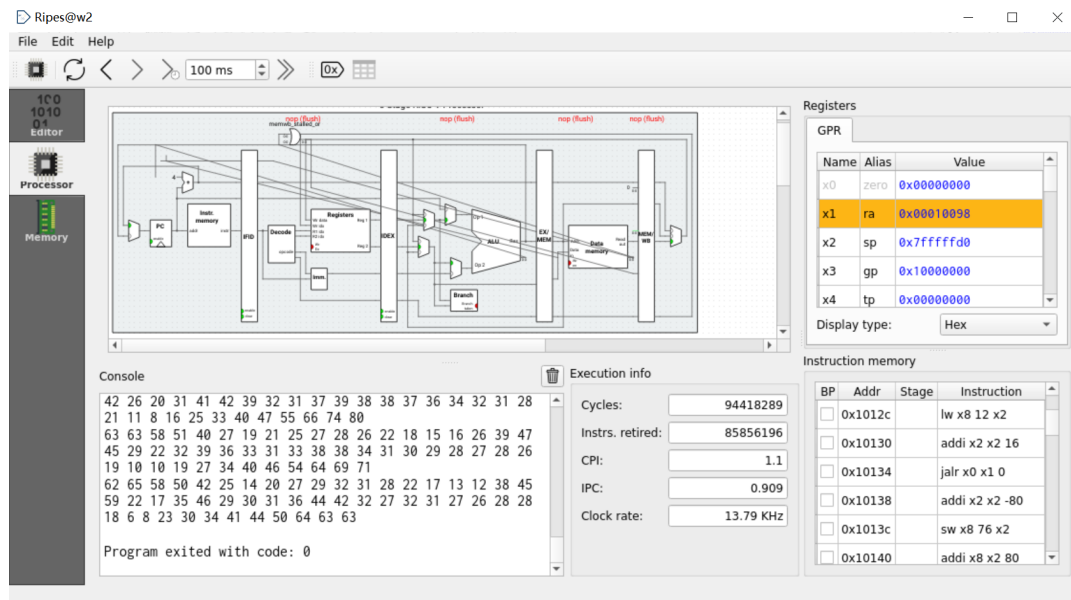 Ripes@w2
File Edit Help
100 ms
0x
Editor
Processor
Memory
nop (flush) nop (flush) nop (flush) nop (flush)
4
PC
Instr. memory
IFID
Decode
Registers
Imm.
IDEX
Op1
ALU
Op2
Branch
EX/MEM
Data memory
MEM/WB
Registers
GPR
Name Alias Value
x0 zero 0x00000000
x1 ra 0x00010098
x2 sp 0x7fffffd0
x3 gp 0x10000000
x4 tp 0x00000000
Display type: Hex
Console
42 26 20 31 41 42 39 32 31 37 39 38 38 37 36 34 32 31 28
21 11 8 16 25 33 40 47 55 66 74 80
63 63 58 51 40 27 19 21 25 27 28 26 22 18 15 16 26 39 47
45 29 22 32 39 36 33 31 33 38 38 34 31 30 29 28 27 28 26
19 10 10 19 27 34 40 46 54 64 69 71
62 65 58 50 42 25 14 20 27 29 32 31 28 22 17 13 12 38 45
59 22 17 35 46 29 30 31 36 44 42 32 27 32 31 27 26 28 28
18 6 8 23 30 34 41 44 50 64 63 63
Program exited with code: 0
Execution info
Cycles: 94418289
Instrs. retired: 85856196
CPI: 1.1
IPC: 0.909
Clock rate: 13.79 KHz
Instruction memory
BP Addr Stage Instruction
0x1012c lw x8 12 x2
0x10130 addi x2 x2 16
0x10134 jalr x0 x1 0
0x10138 addi x2 x2 -80
0x1013c sw x8 76 x2
0x10140 addi x8 x2 80